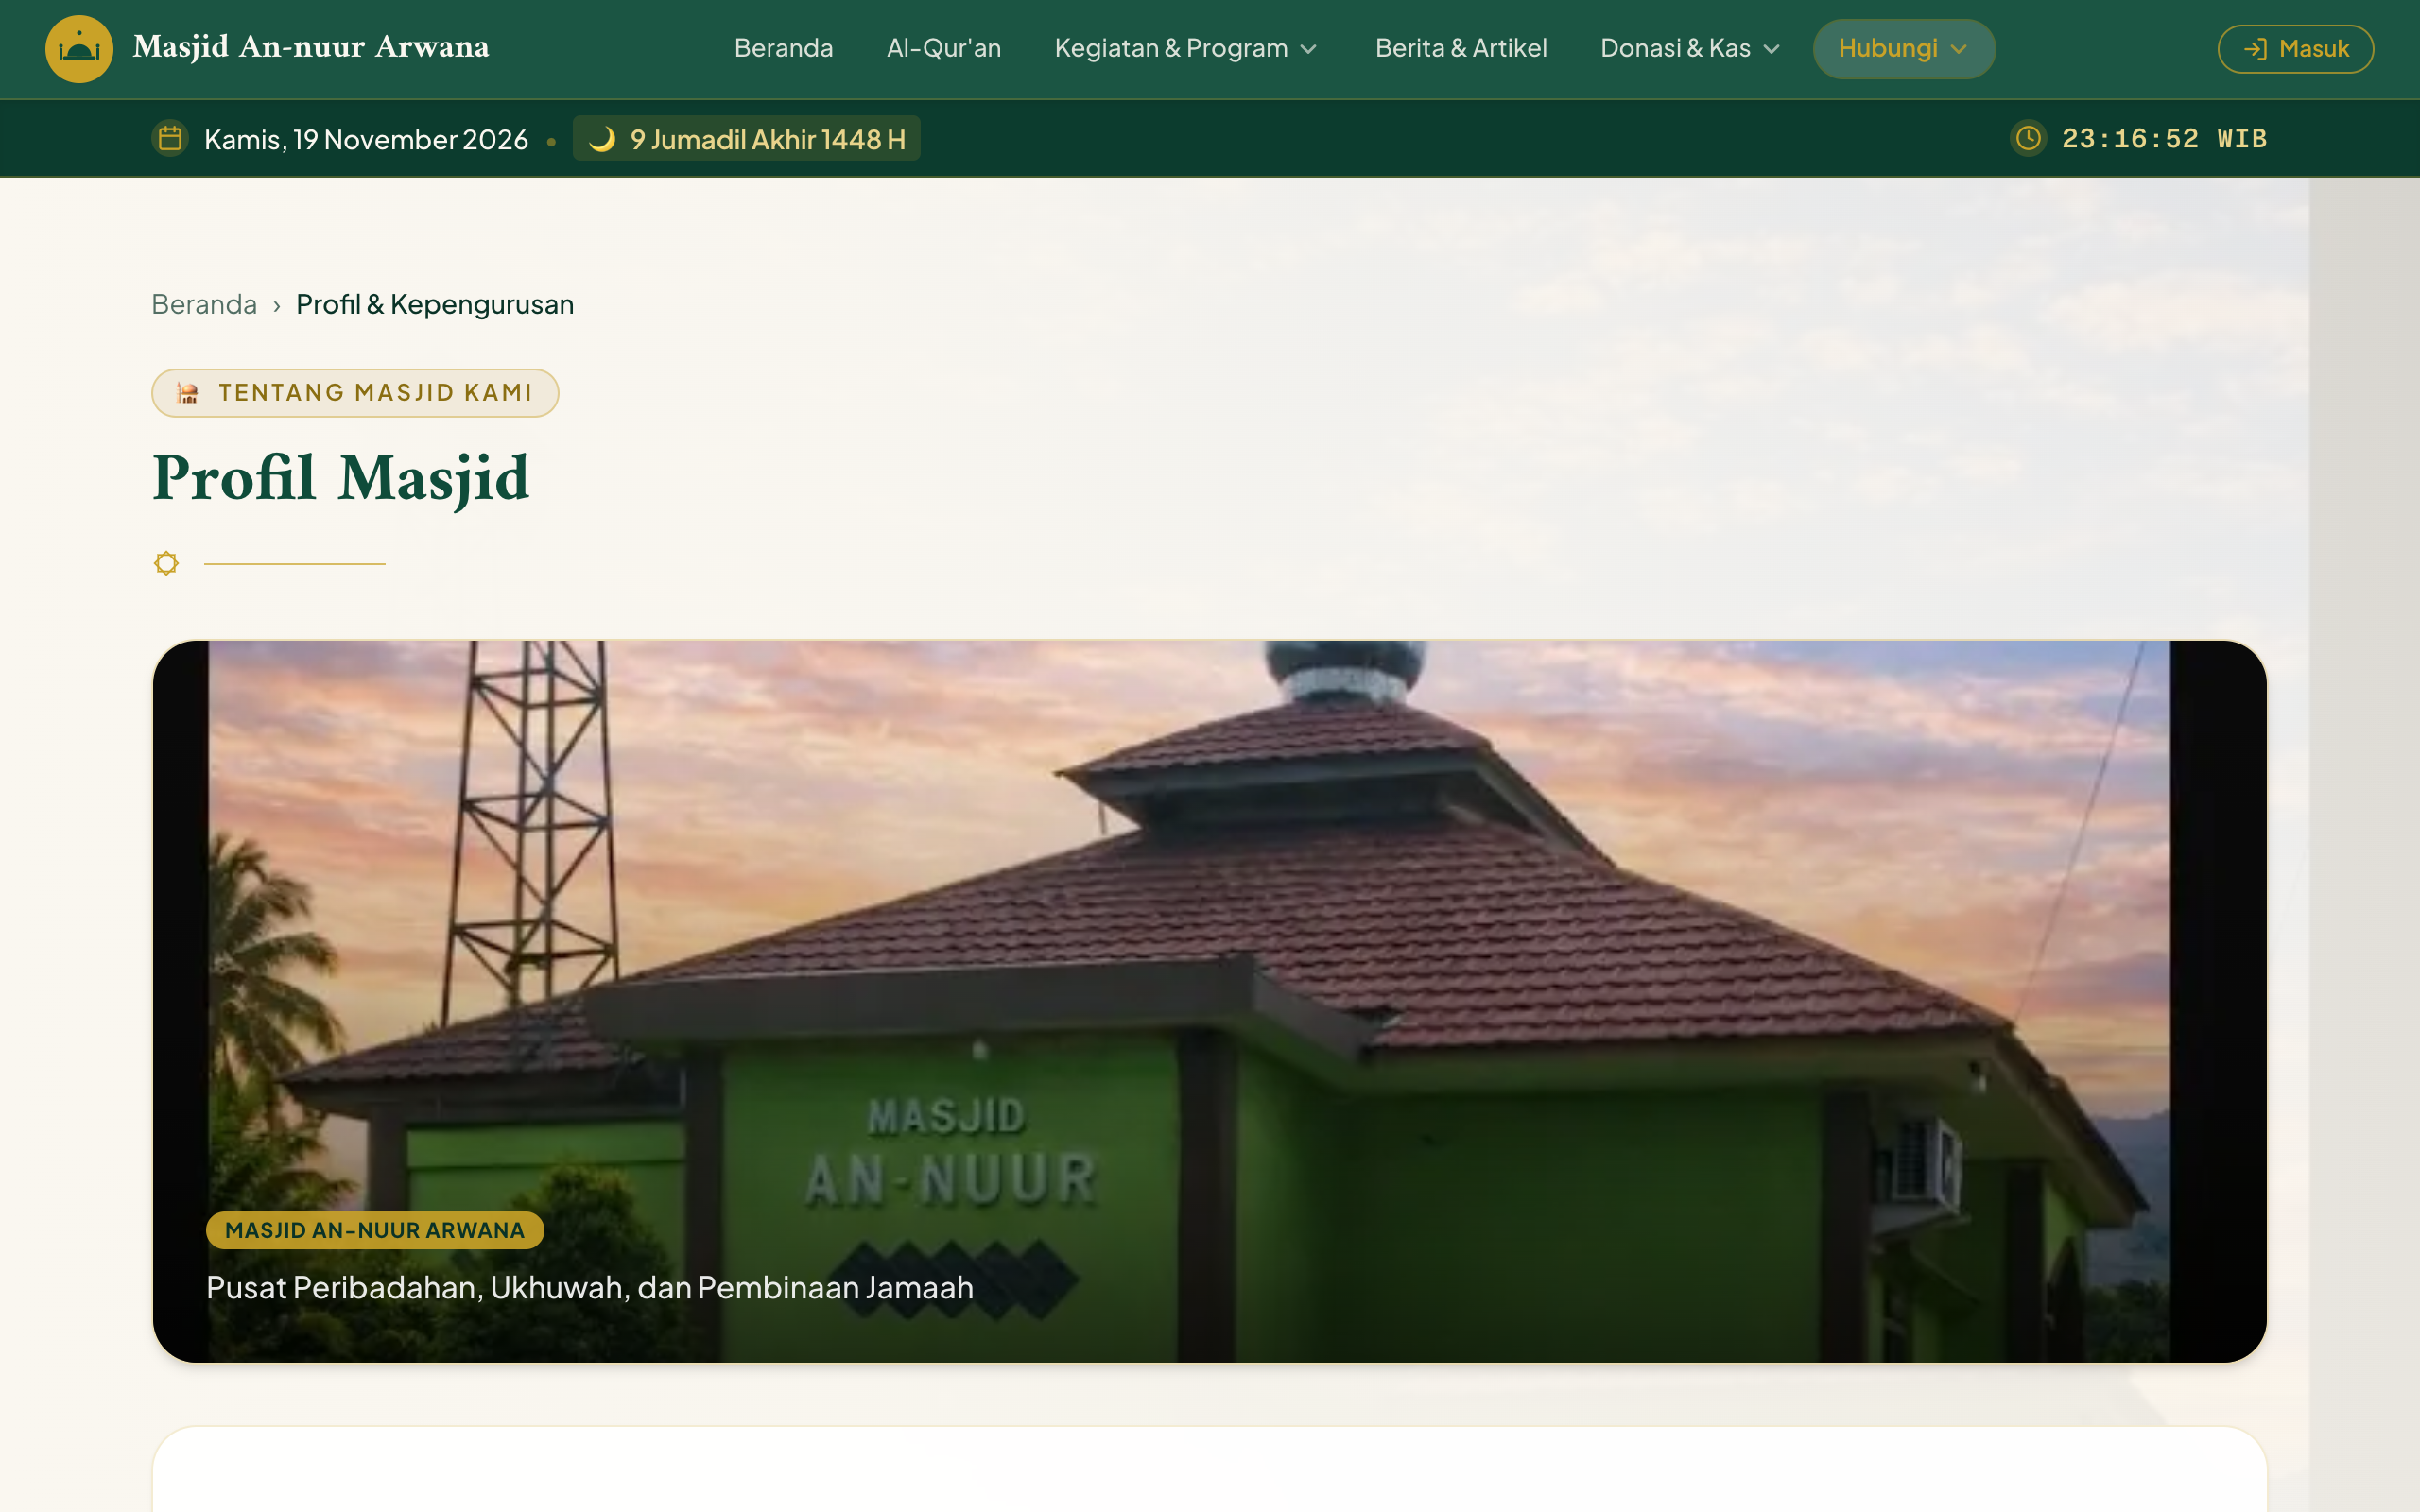 Masjid An-nuur Arwana
Beranda
Al-Qur'an
Kegiatan & Program
Berita & Artikel
Donasi & Kas
Hubungi
Masuk
Kamis, 19 November 2026
9 Jumadil Akhir 1448 H
23:16:52 WIB
Beranda › Profil & Kepengurusan
TENTANG MASJID KAMI
Profil Masjid
MASJID
AN-NUUR
MASJID AN-NUUR ARWANA
Pusat Peribadahan, Ukhuwah, dan Pembinaan Jamaah